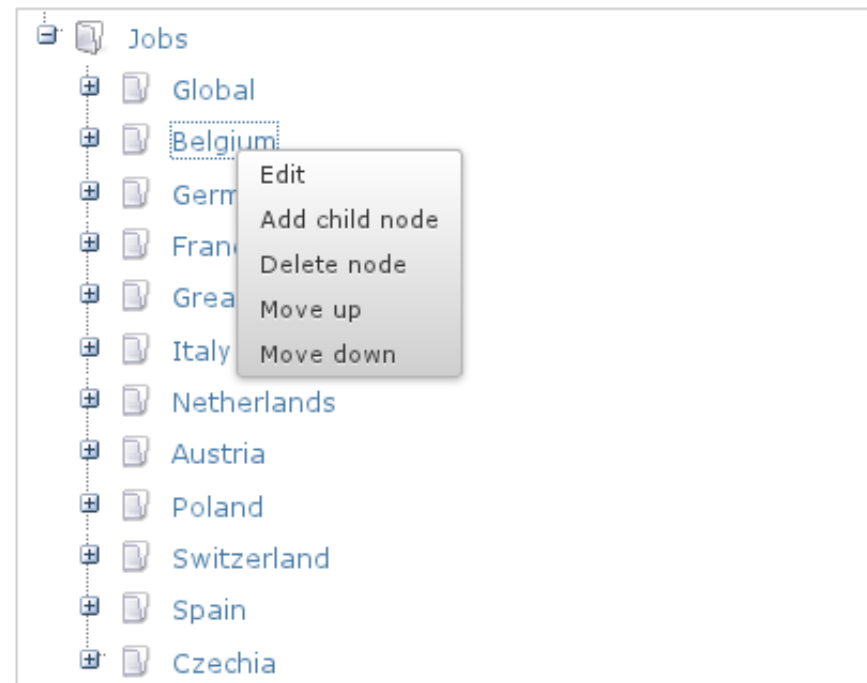 Jobs
Global
Belgium
Edit
Add child node
Delete node
Move up
Move down
Italy
Netherlands
Austria
Poland
Switzerland
Spain
Czechia